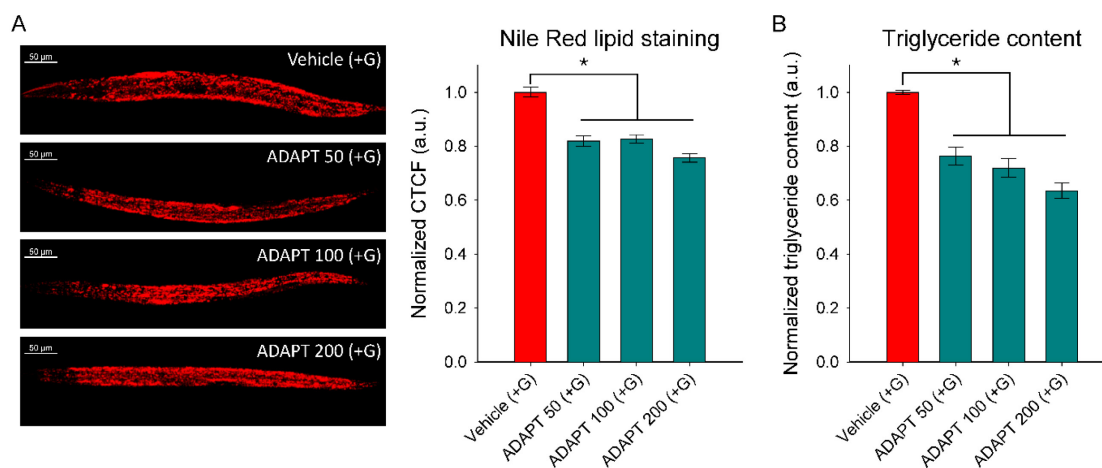 A
50 µm
Vehicle (+G)
50 µm
ADAPT 50 (+G)
50 µm
ADAPT 100 (+G)
50 µm
ADAPT 200 (+G)
Nile Red lipid staining
Normalized CTCF (a.u.)
1.0
0.8
0.6
0.4
0.2
0.0
*
Vehicle (+G)
ADAPT 50 (+G)
ADAPT 100 (+G)
ADAPT 200 (+G)
B
Triglyceride content
Normalized triglyceride content (a.u.)
1.0
0.8
0.6
0.4
0.2
0.0
*
Vehicle (+G)
ADAPT 50 (+G)
ADAPT 100 (+G)
ADAPT 200 (+G)